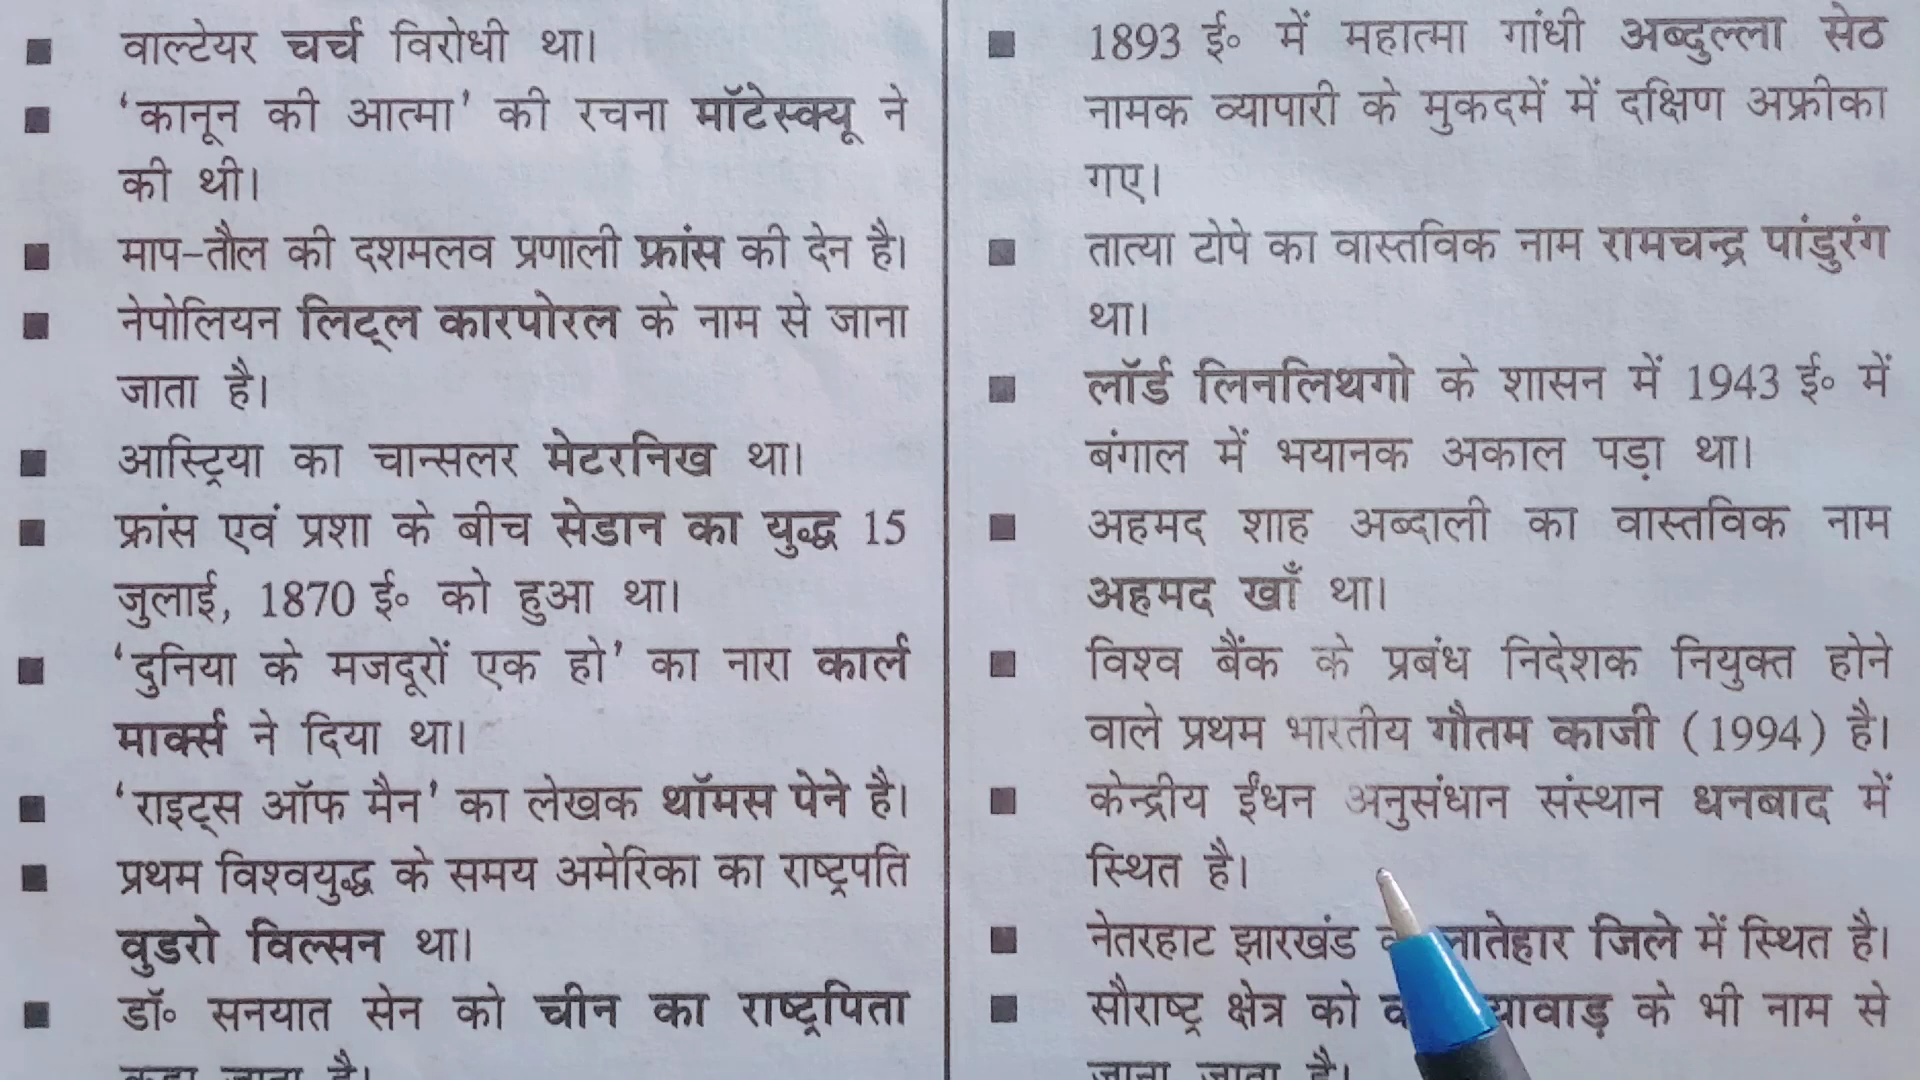 ■ वाल्टेयर चर्च विरोधी था।
■ ‘कानून की आत्मा’ की रचना मॉटेस्क्यू ने
की थी।
■ माप-तौल की दशमलव प्रणाली फ्रांस की देन है।
■ नेपोलियन लिट्ल कारपोरल के नाम से जाना
जाता है।
■ आस्ट्रिया का चान्सलर मेटरनिख था।
■ फ्रांस एवं प्रशा के बीच सेडान का युद्ध 15
जुलाई, 1870 ई० को हुआ था।
■ ‘दुनिया के मजदूरों एक हो’ का नारा कार्ल
मार्क्स ने दिया था।
■ ‘राइट्स ऑफ मैन’ का लेखक थॉमस पेने है।
■ प्रथम विश्वयुद्ध के समय अमेरिका का राष्ट्रपति
वुडरो विल्सन था।
■ डॉ० सनयात सेन को चीन का राष्ट्रपिता
कहा जाता है।
■ 1893 ई० में महात्मा गांधी अब्दुल्ला सेठ
नामक व्यापारी के मुकदमें में दक्षिण अफ्रीका
गए।
■ तात्या टोपे का वास्तविक नाम रामचन्द्र पांडुरंग
था।
■ लॉर्ड लिनलिथगो के शासन में 1943 ई० में
बंगाल में भयानक अकाल पड़ा था।
■ अहमद शाह अब्दाली का वास्तविक नाम
अहमद खाँ था।
■ विश्व बैंक के प्रबंध निदेशक नियुक्त होने
वाले प्रथम भारतीय गौतम काजी (1994) है।
■ केन्द्रीय ईंधन अनुसंधान संस्थान धनबाद में
स्थित है।
■ नेतरहाट झारखंड लातेहार जिले में स्थित है।
■ सौराष्ट्र क्षेत्र को के भी नाम से
जाना जाता है।